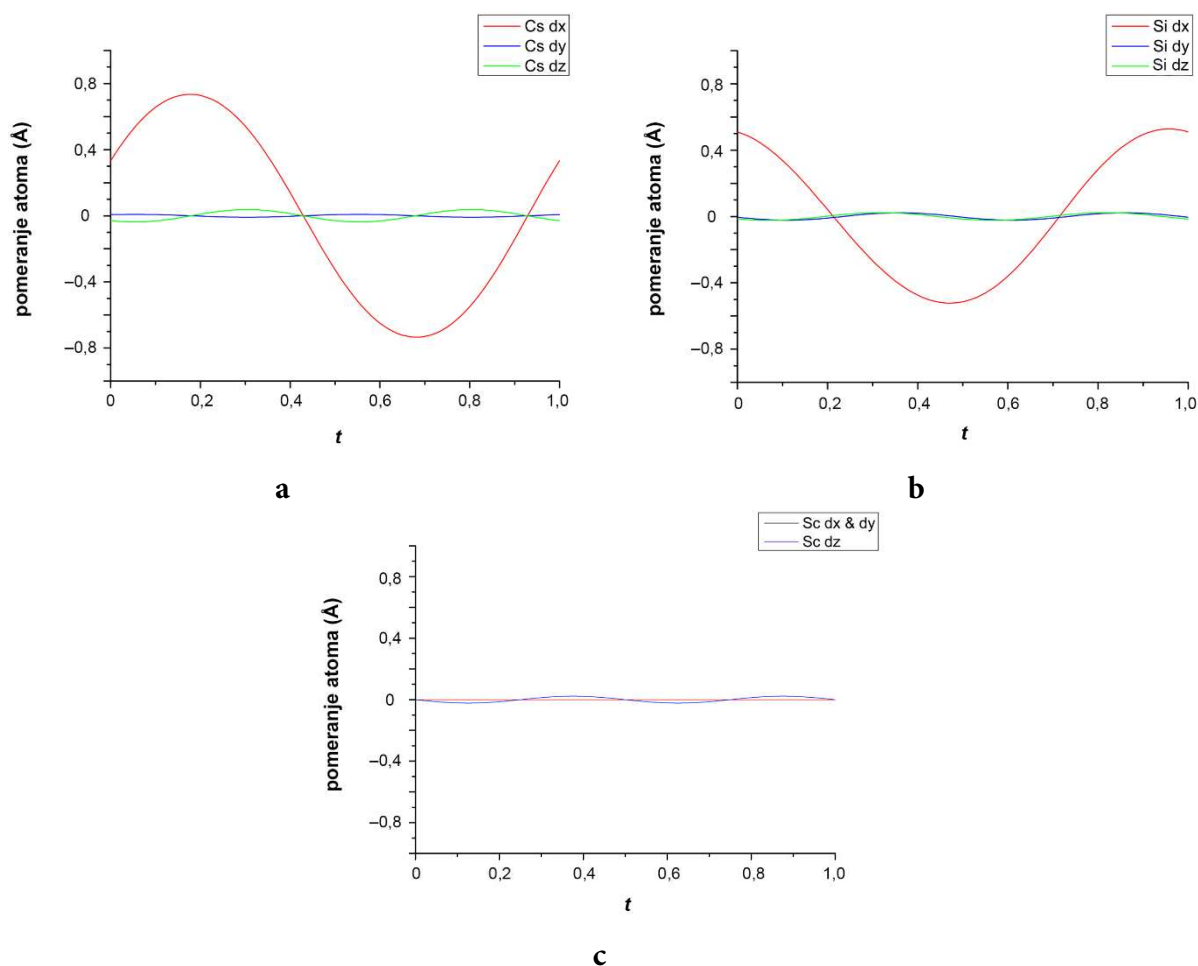 Cs dx
Cs dy
Cs dz
0,8
0,4
0
–0,4
–0,8
pomeranje atoma (Å)
0 0,2 0,4 0,6 0,8 1,0
t
a
Si dx
Si dy
Si dz
0,8
0,4
0
–0,4
–0,8
pomeranje atoma (Å)
0 0,2 0,4 0,6 0,8 1,0
t
b
Sc dx & dy
Sc dz
0,8
0,4
0
–0,4
–0,8
pomeranje atoma (Å)
0 0,2 0,4 0,6 0,8 1,0
t
c